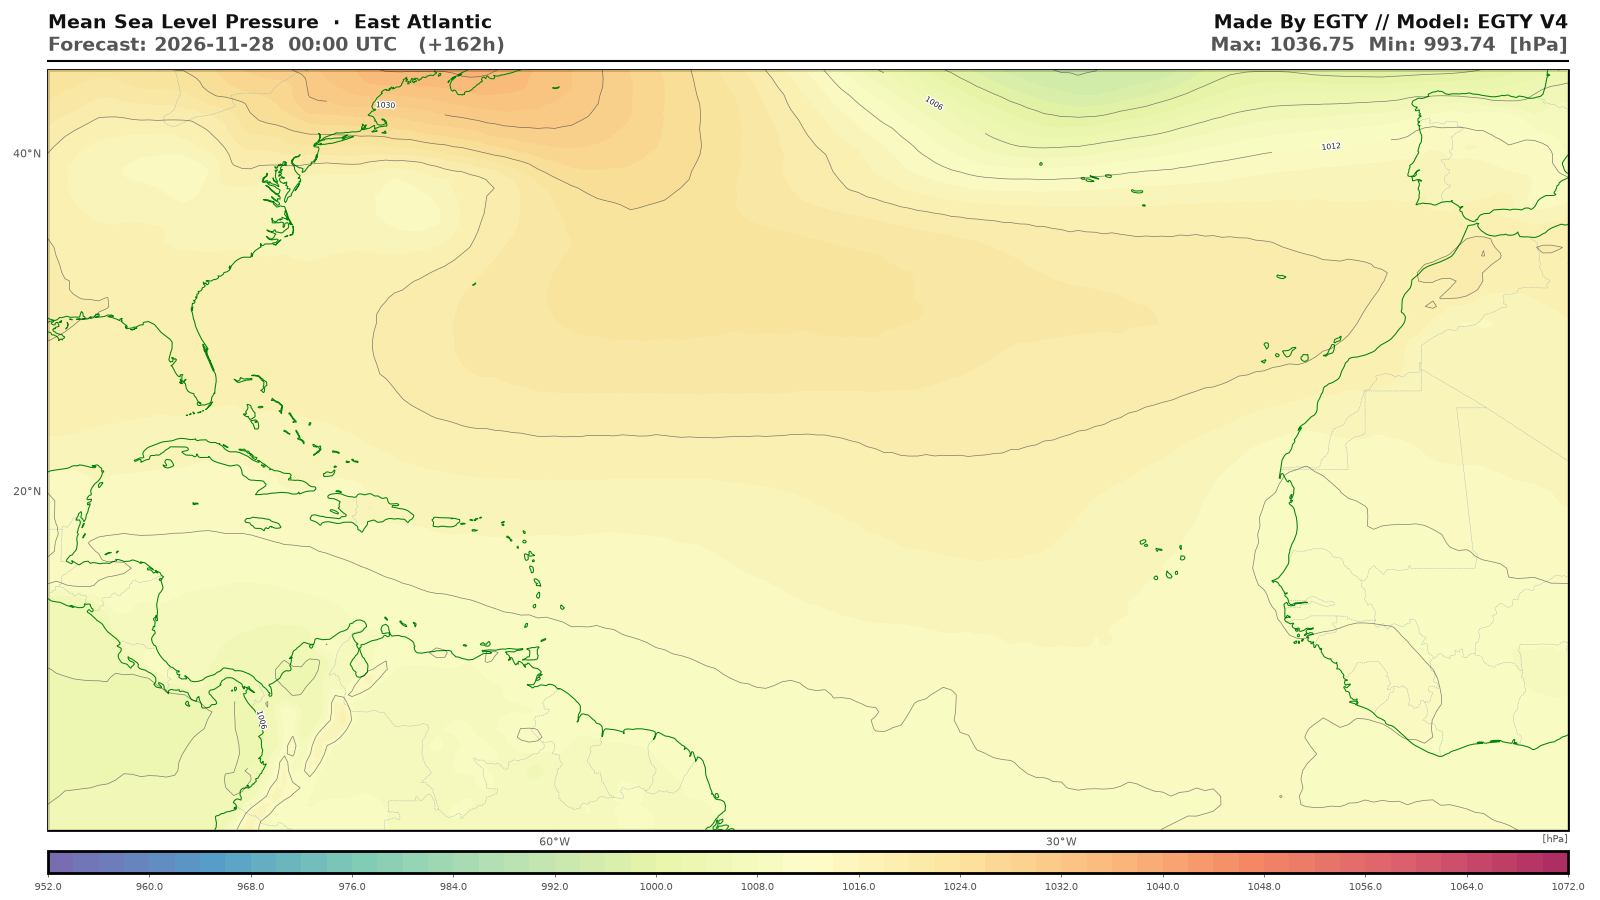 Mean Sea Level Pressure · East Atlantic
Made By EGTY // Model: EGTY V4
Forecast: 2026-11-28 00:00 UTC (+162h)
Max: 1036.75 Min: 993.74 [hPa]
1030
1006
1012
40°N
20°N
1006
60°W
30°W
[hPa]
952.0 960.0 968.0 976.0 984.0 992.0 1000.0 1008.0 1016.0 1024.0 1032.0 1040.0 1048.0 1056.0 1064.0 1072.0